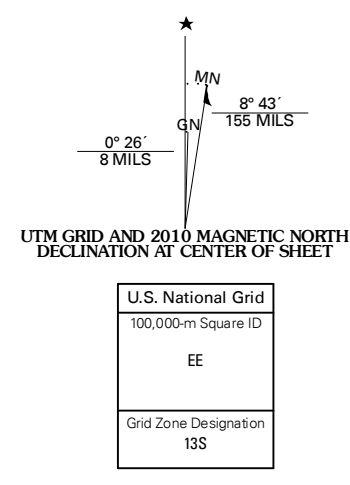 ★
MN
8° 43´
155 MILS
GN
0° 26´
8 MILS
UTM GRID AND 2010 MAGNETIC NORTH
DECLINATION AT CENTER OF SHEET
U.S. National Grid
100,000-m Square ID
EE
Grid Zone Designation
13S